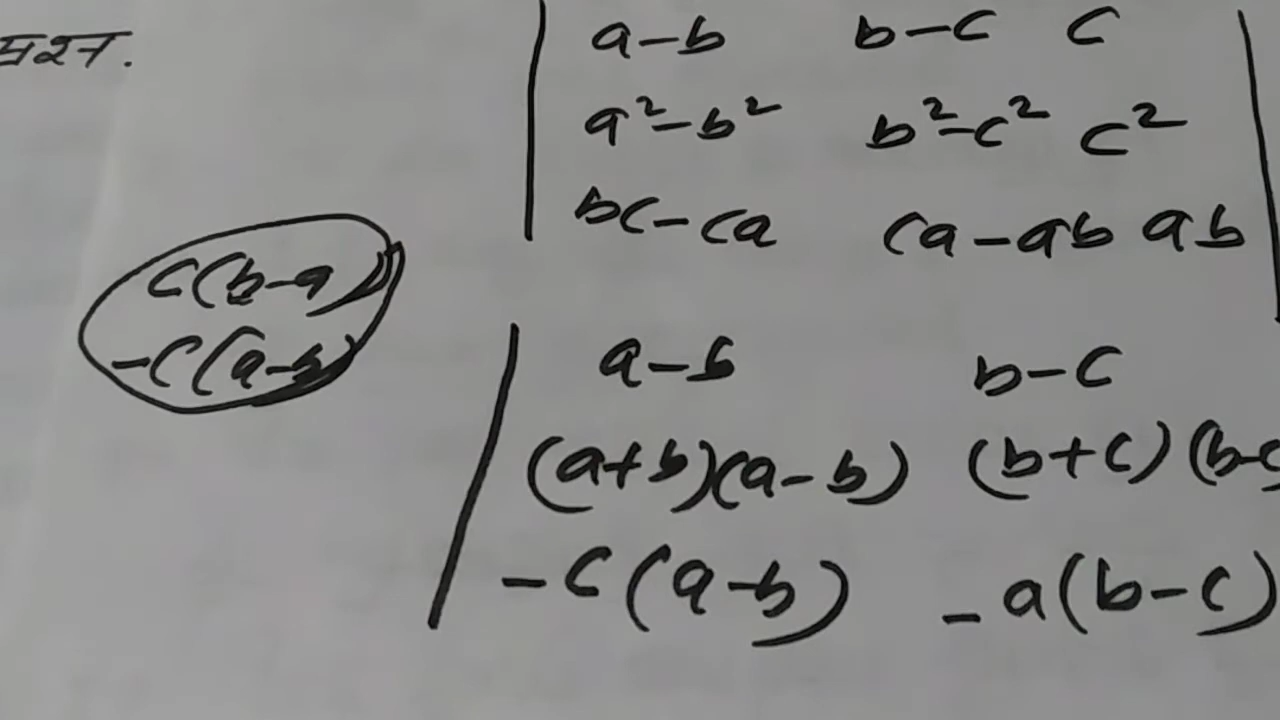 प्रश्न.
a-b b-c c
a²-b² b²-c² c²
bc-ca ca-ab ab
c(b-a)
-c(a-b)
a-b b-c
(a+b)(a-b) (b+c)(b-c
-c(a-b) -a(b-c)